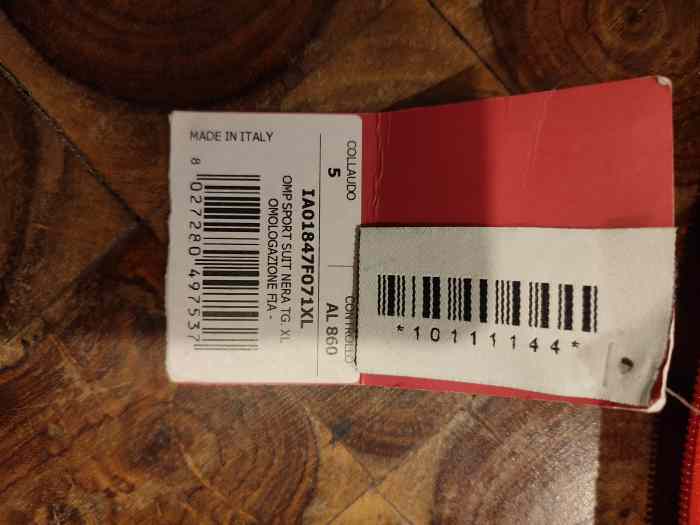 MADE IN ITALY
COLLAUDO
5
CONTROLLO
AL 860
IA01847F071XL
OMP SPORT SUIT NERA TG. XL
OMOLOGAZIONE FIA -
8 027280 497537
*10111144*